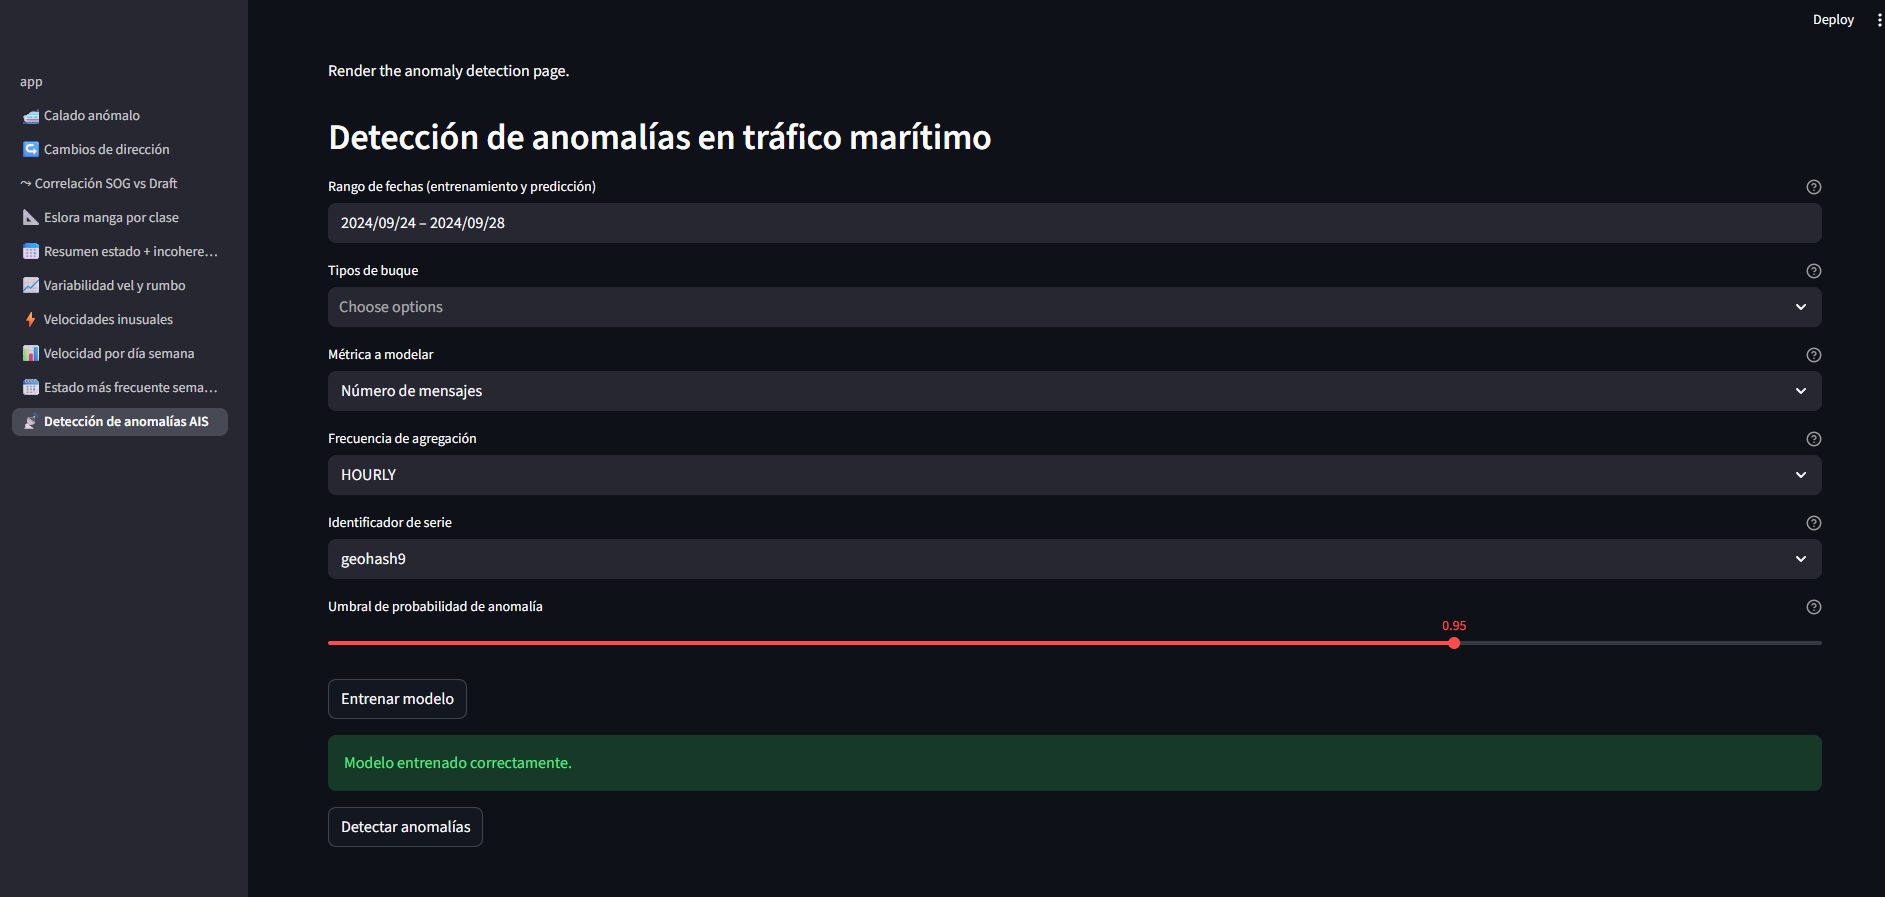 Deploy
app
Calado anómalo
Cambios de dirección
Correlación SOG vs Draft
Eslora manga por clase
Resumen estado + incohere…
Variabilidad vel y rumbo
Velocidades inusuales
Velocidad por día semana
Estado más frecuente sema…
Detección de anomalías AIS
Render the anomaly detection page.
Detección de anomalías en tráfico marítimo
Rango de fechas (entrenamiento y predicción)
2024/09/24 – 2024/09/28
Tipos de buque
Choose options
Métrica a modelar
Número de mensajes
Frecuencia de agregación
HOURLY
Identificador de serie
geohash9
Umbral de probabilidad de anomalía
0.95
Entrenar modelo
Modelo entrenado correctamente.
Detectar anomalías